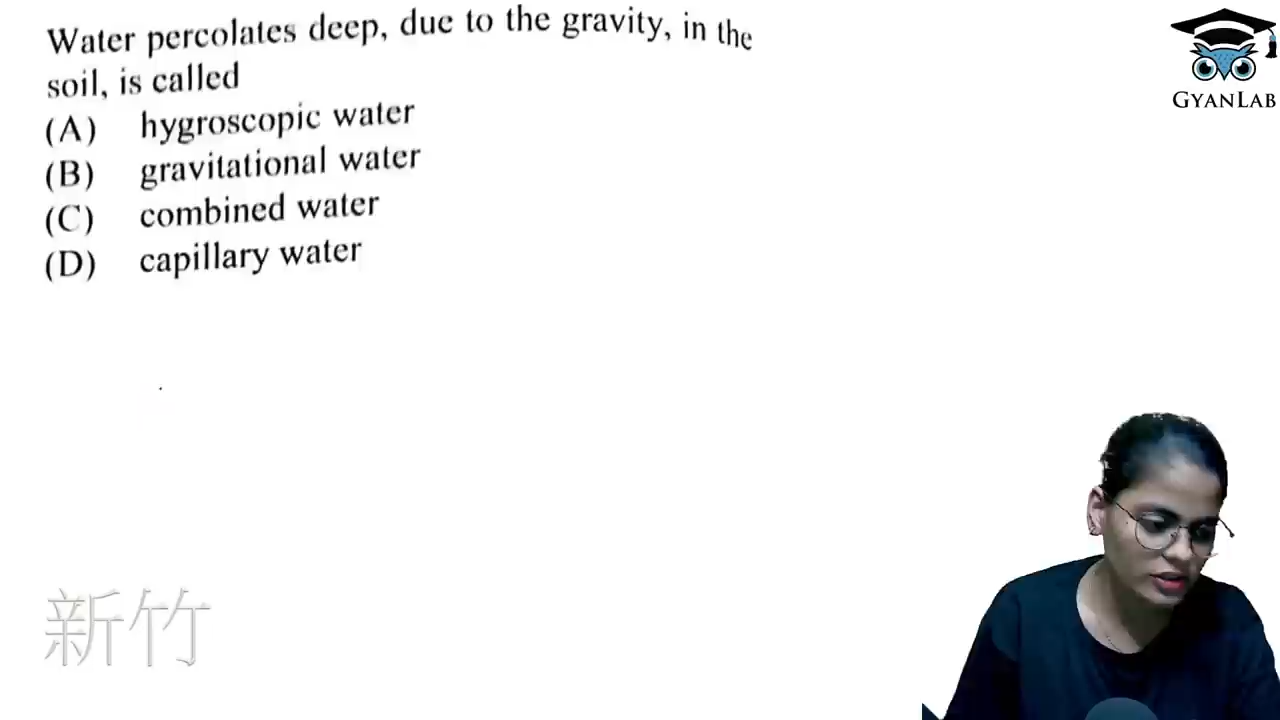 Water percolates deep, due to the gravity, in the
soil, is called
(A) hygroscopic water
(B) gravitational water
(C) combined water
(D) capillary water
GYANLAB
新竹